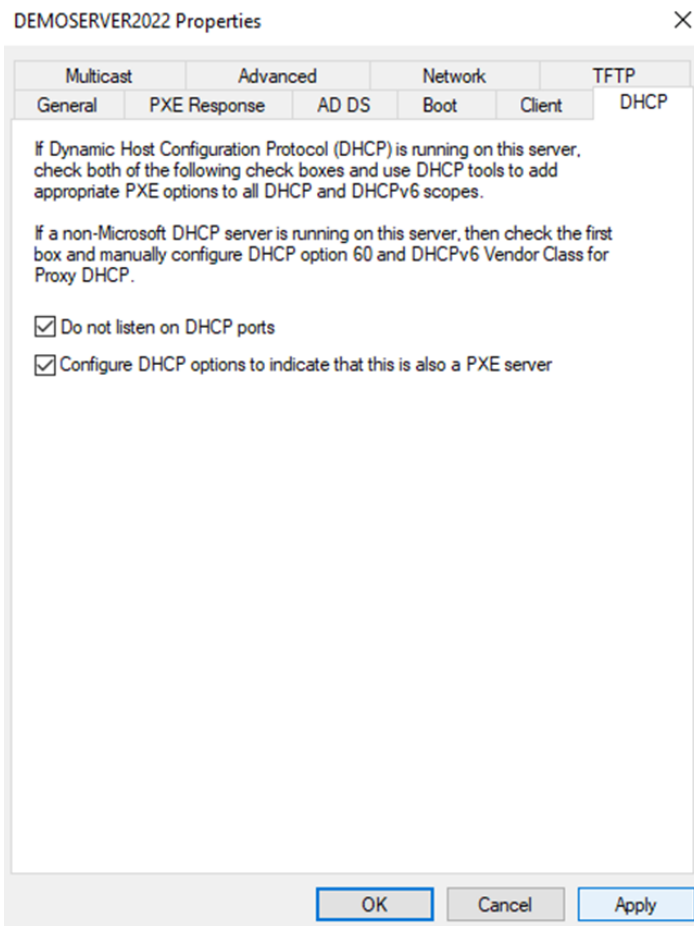 DEMOSERVER2022 Properties
Multicast
Advanced
Network
TFTP
General
PXE Response
AD DS
Boot
Client
DHCP
If Dynamic Host Configuration Protocol (DHCP) is running on this server,
check both of the following check boxes and use DHCP tools to add
appropriate PXE options to all DHCP and DHCPv6 scopes.
If a non-Microsoft DHCP server is running on this server, then check the first
box and manually configure DHCP option 60 and DHCPv6 Vendor Class for
Proxy DHCP.
Do not listen on DHCP ports
Configure DHCP options to indicate that this is also a PXE server
OK
Cancel
Apply